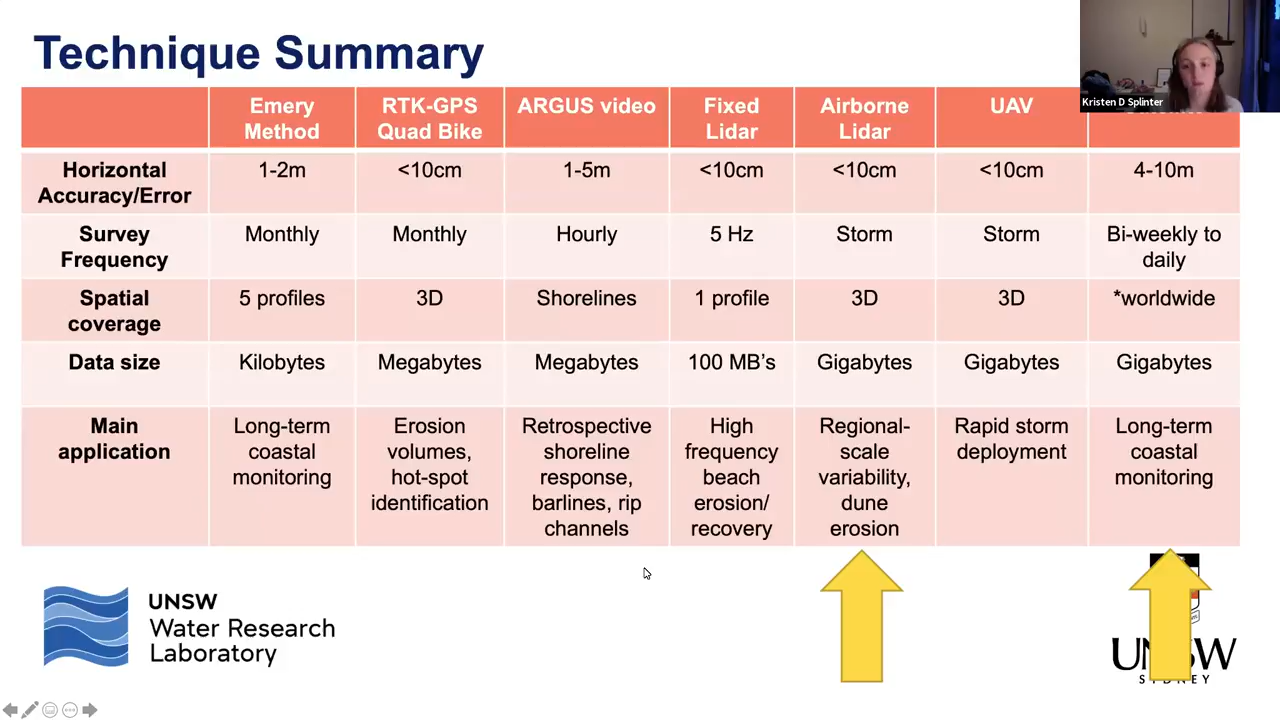 Technique Summary
Kristen D Splinter
Emery Method
RTK-GPS Quad Bike
ARGUS video
Fixed Lidar
Airborne Lidar
UAV
Horizontal Accuracy/Error
1-2m
<10cm
1-5m
<10cm
<10cm
<10cm
4-10m
Survey Frequency
Monthly
Monthly
Hourly
5 Hz
Storm
Storm
Bi-weekly to daily
Spatial coverage
5 profiles
3D
Shorelines
1 profile
3D
3D
*worldwide
Data size
Kilobytes
Megabytes
Megabytes
100 MB’s
Gigabytes
Gigabytes
Gigabytes
Main application
Long-term coastal monitoring
Erosion volumes, hot-spot identification
Retrospective shoreline response, barlines, rip channels
High frequency beach erosion/ recovery
Regional-scale variability, dune erosion
Rapid storm deployment
Long-term coastal monitoring
UNSW
Water Research
Laboratory
UNSW
SYDNEY